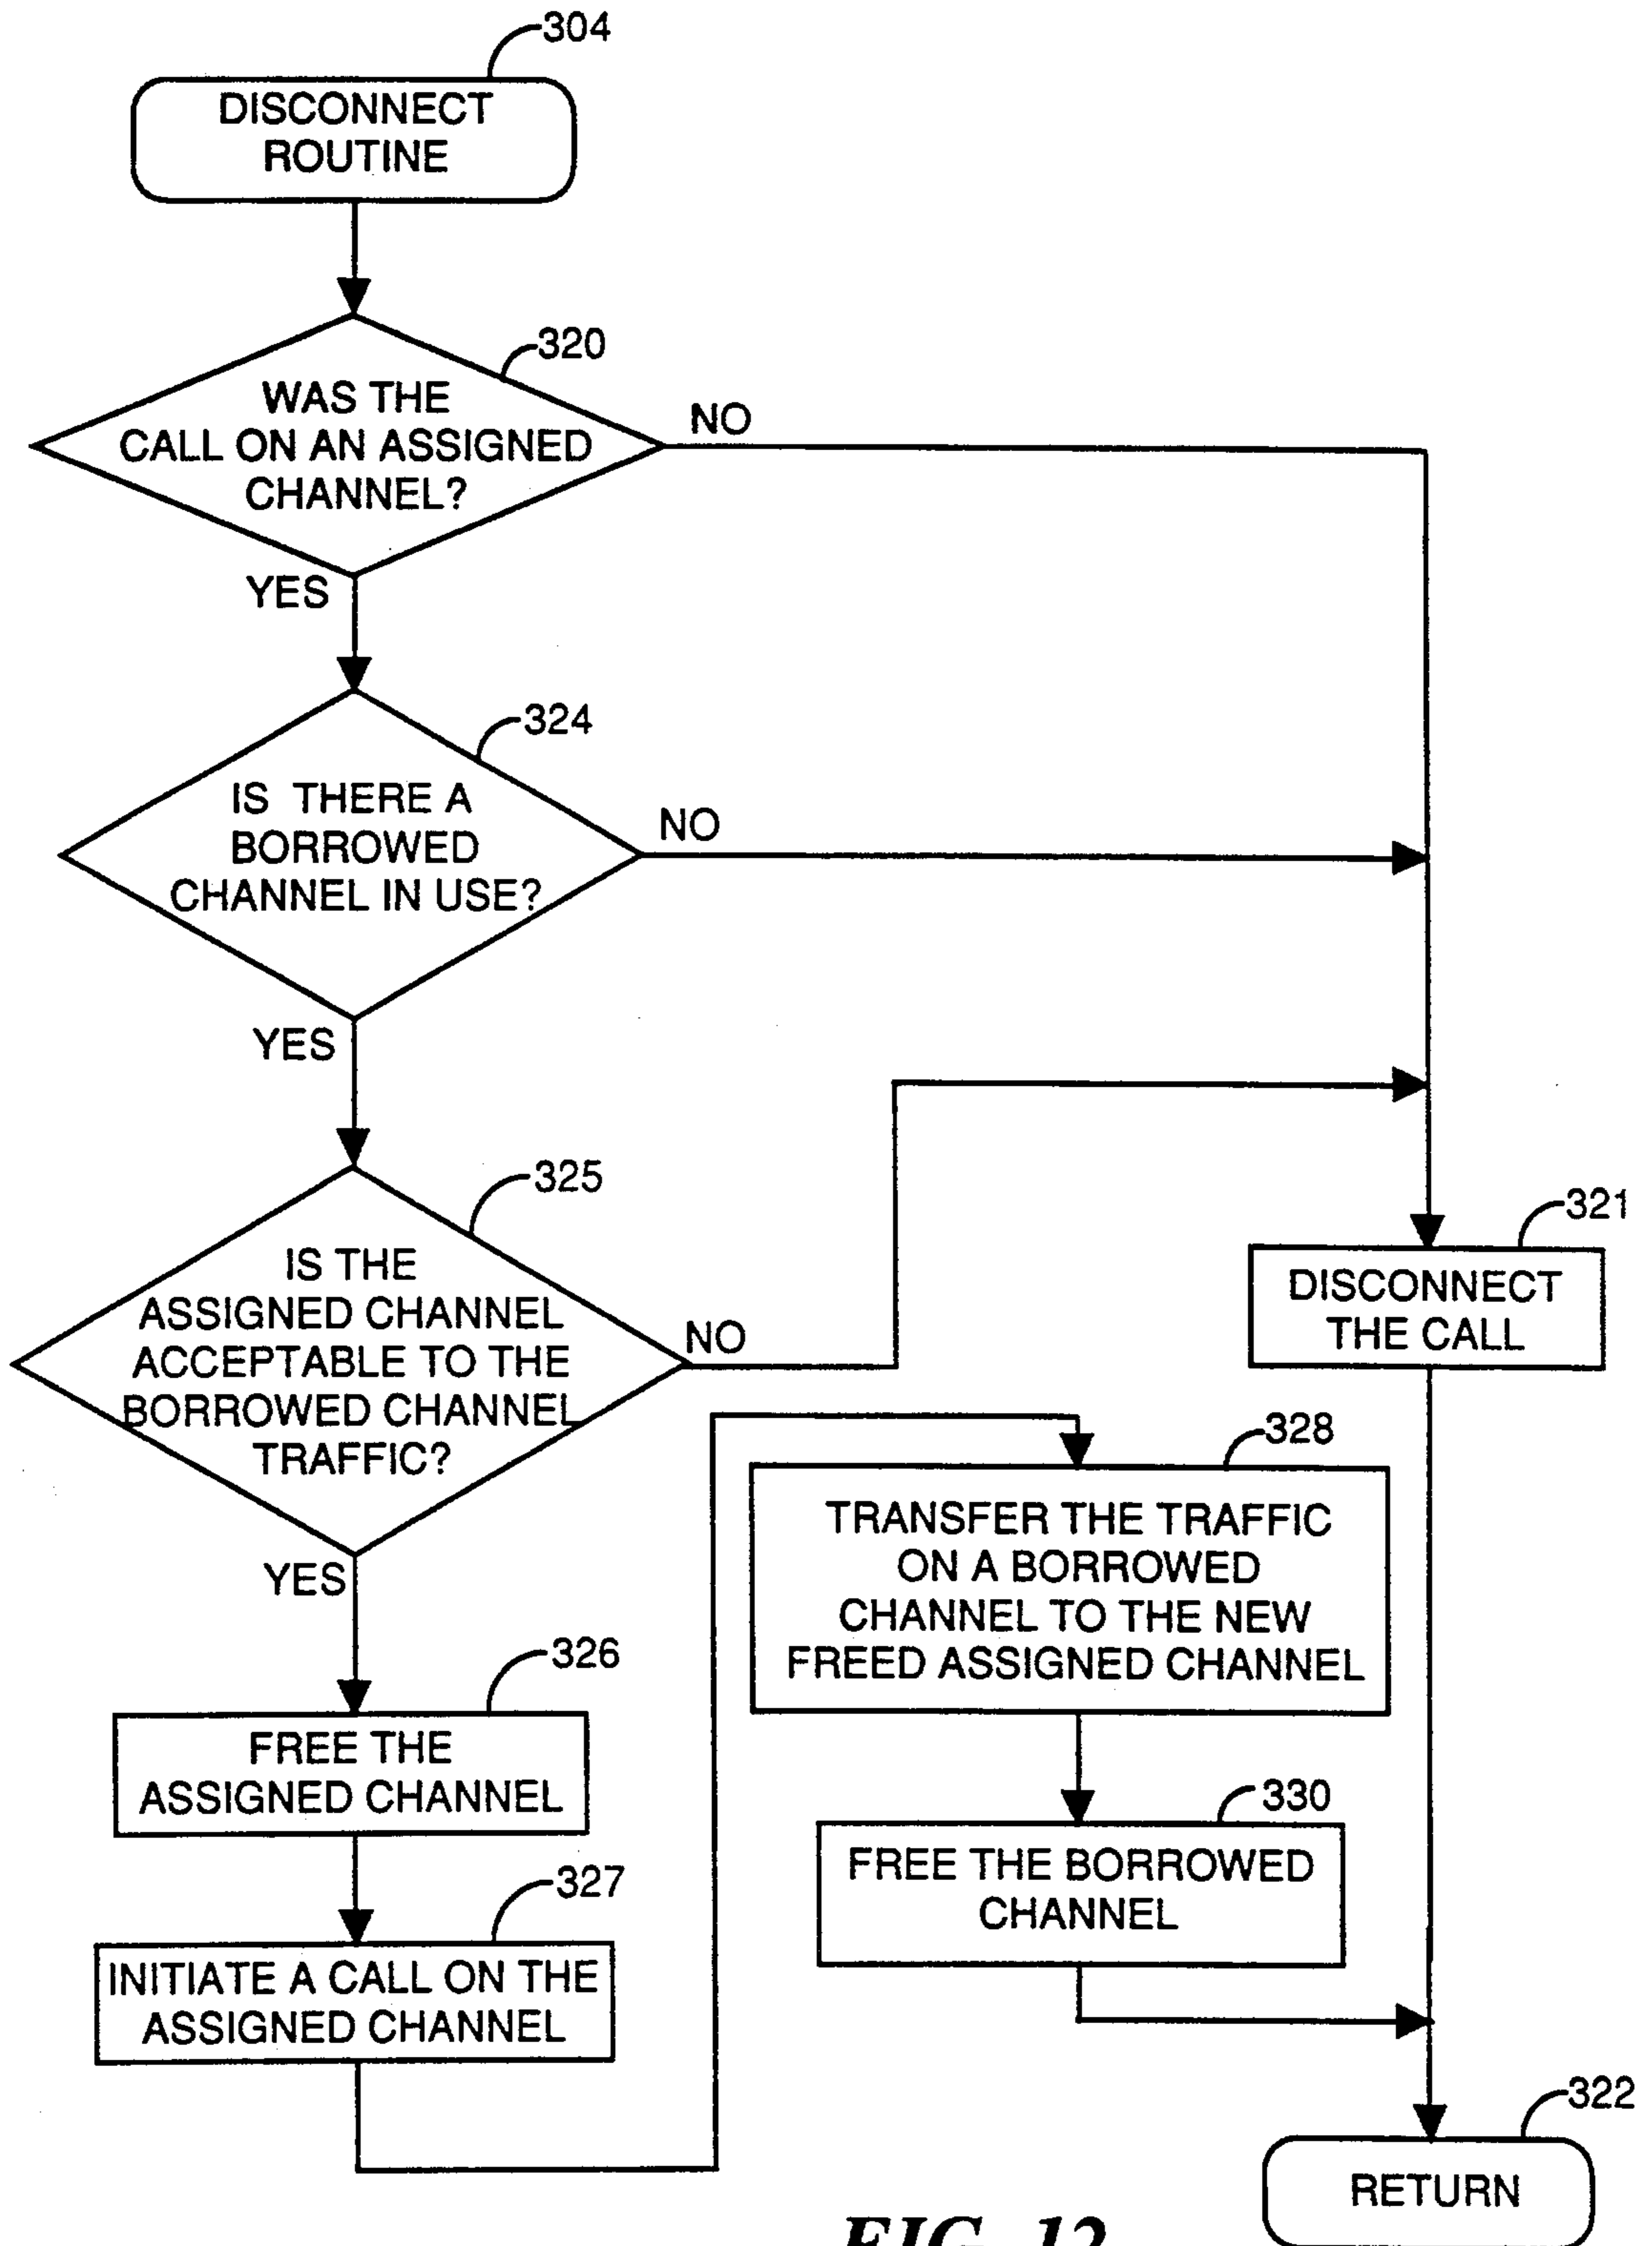 304
DISCONNECT
ROUTINE
320
WAS THE
CALL ON AN ASSIGNED
CHANNEL?
NO
YES
324
IS THERE A
BORROWED
CHANNEL IN USE?
NO
YES
325
IS THE
ASSIGNED CHANNEL
ACCEPTABLE TO THE
BORROWED CHANNEL
TRAFFIC?
NO
YES
321
DISCONNECT
THE CALL
326
FREE THE
ASSIGNED CHANNEL
327
INITIATE A CALL ON THE
ASSIGNED CHANNEL
328
TRANSFER THE TRAFFIC
ON A BORROWED
CHANNEL TO THE NEW
FREED ASSIGNED CHANNEL
330
FREE THE BORROWED
CHANNEL
322
RETURN
FIG. 12